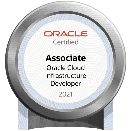 ORACLE
Certified
Associate
Oracle Cloud
Infrastructure
Developer
2021